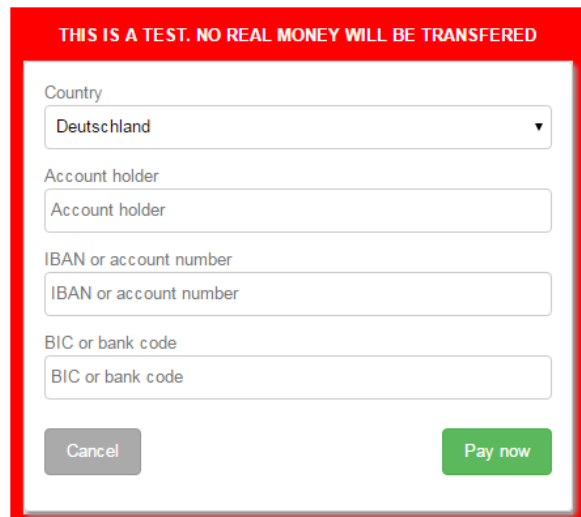 THIS IS A TEST. NO REAL MONEY WILL BE TRANSFERED
Country
Deutschland
Account holder
Account holder
IBAN or account number
IBAN or account number
BIC or bank code
BIC or bank code
Cancel
Pay now